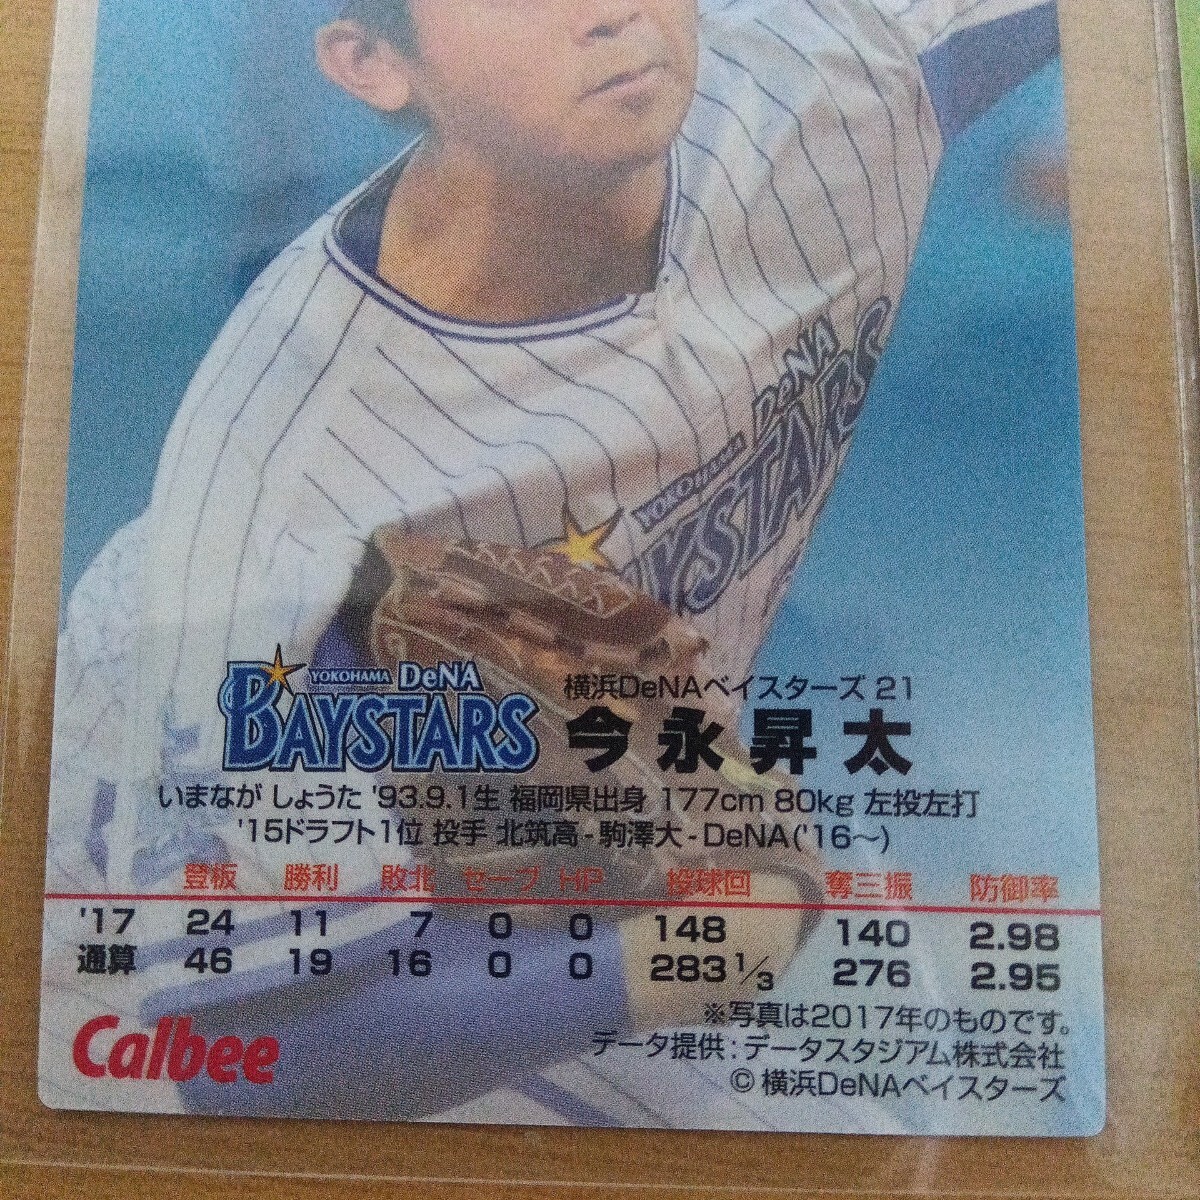 DeNA
YOKOHAMA
YSTARS
YOKOHAMA DeNA
BAYSTARS
横浜DeNAベイスターズ 21
今永昇太
いまなが しょうた '93.9.1生 福岡県出身 177cm 80kg 左投左打
'15ドラフト1位 投手 北筑高-駒澤大-DeNA('16〜)
登板 勝利 敗北 セーブ HP 投球回 奪三振 防御率
'17 24 11 7 0 0 148 140 2.98
通算 46 19 16 0 0 283 1/3 276 2.95
※写真は2017年のものです。
Calbee
データ提供:データスタジアム株式会社
©横浜DeNAベイスターズ